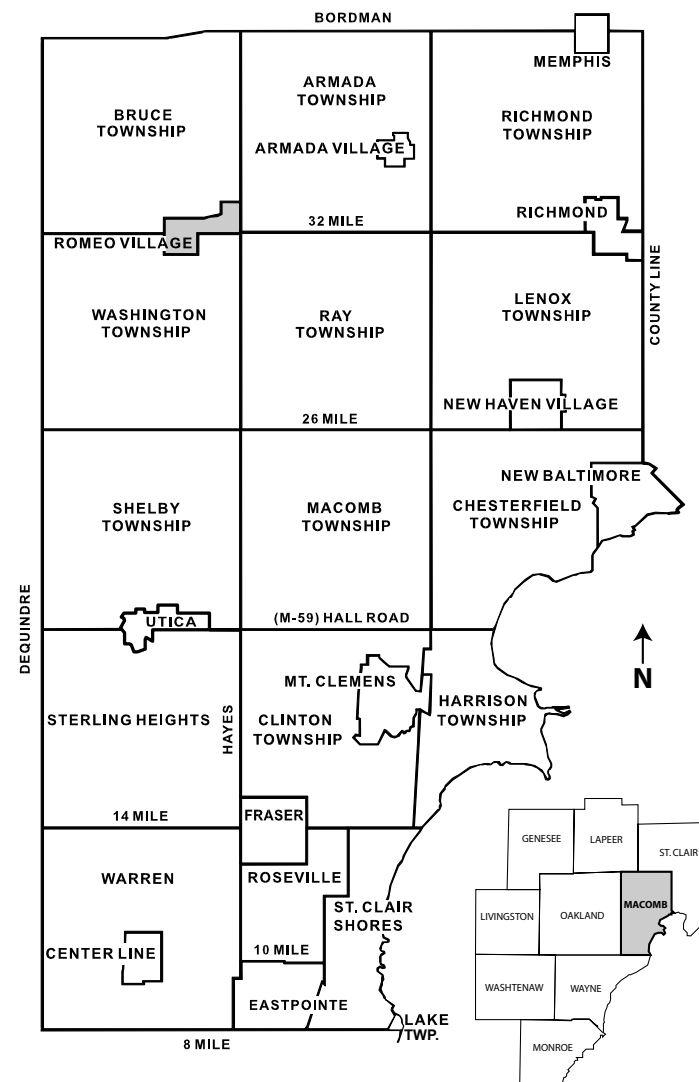 BORDMAN
MEMPHIS
ARMADA
TOWNSHIP
BRUCE
TOWNSHIP
RICHMOND
TOWNSHIP
ARMADA VILLAGE
RICHMOND
32 MILE
ROMEO VILLAGE
COUNTY LINE
LENOX
TOWNSHIP
WASHINGTON
TOWNSHIP
RAY
TOWNSHIP
NEW HAVEN VILLAGE
26 MILE
NEW BALTIMORE
SHELBY
TOWNSHIP
MACOMB
TOWNSHIP
CHESTERFIELD
TOWNSHIP
DEQUINDRE
UTICA
(M-59) HALL ROAD
N
MT. CLEMENS
STERLING HEIGHTS
HAYES
CLINTON
TOWNSHIP
HARRISON
TOWNSHIP
14 MILE
FRASER
WARREN
ROSEVILLE
ST. CLAIR
SHORES
CENTER LINE
10 MILE
EASTPOINTE
LAKE
TWP.
8 MILE
GENESEE
LAPEER
ST. CLAIR
LIVINGSTON
OAKLAND
MACOMB
WASHTENAW
WAYNE
MONROE